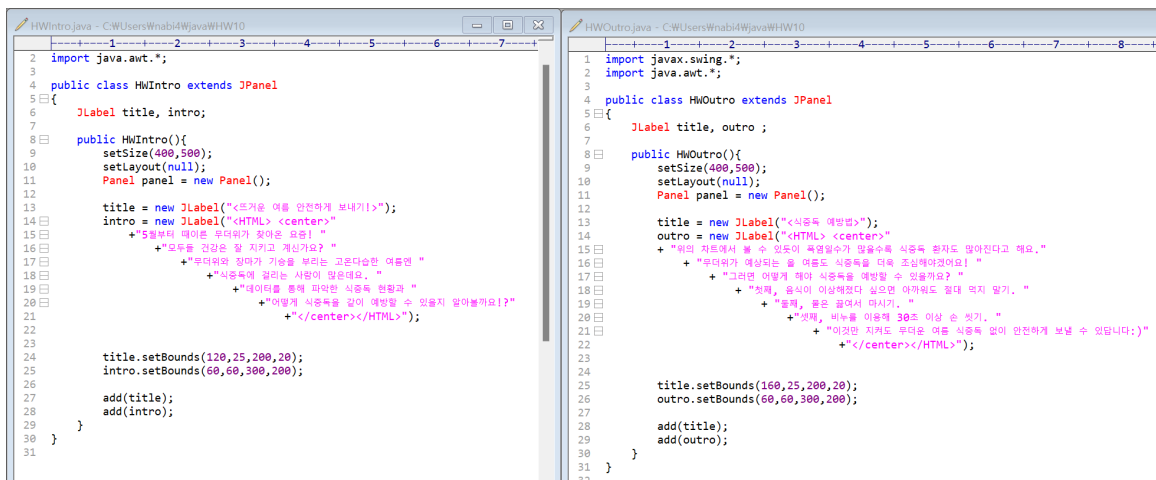 HWIntro.java - C:₩Users₩nabi4₩java₩HW10
----+----1----+----2----+----3----+----4----+----5----+----6----+----7----+
2 import java.awt.*;
3
4 public class HWIntro extends JPanel
5 {
6 JLabel title, intro;
7
8 public HWIntro(){
9 setSize(400,500);
10 setLayout(null);
11 Panel panel = new Panel();
12
13 title = new JLabel("<뜨거운 여름 안전하게 보내기!>");
14 intro = new JLabel("<HTML> <center>"
15 +"5월부터 때이른 무더위가 찾아온 요즘! "
16 +"모두들 건강은 잘 지키고 계신가요? "
17 +"무더위와 장마가 기승을 부리는 고온다습한 여름엔 "
18 +"식중독에 걸리는 사람이 많은데요. "
19 +"데이터를 통해 파악한 식중독 현황과 "
20 +"어떻게 식중독을 같이 예방할 수 있을지 알아볼까요!?"
21 +"</center></HTML>");
22
23
24 title.setBounds(120,25,200,20);
25 intro.setBounds(60,60,300,200);
26
27 add(title);
28 add(intro);
29 }
30 }
31
HWOutro.java - C:₩Users₩nabi4₩java₩HW10
----+----1----+----2----+----3----+----4----+----5----+----6----+----7----+----8----+
1 import javax.swing.*;
2 import java.awt.*;
3
4 public class HWOutro extends JPanel
5 {
6 JLabel title, outro ;
7
8 public HWOutro(){
9 setSize(400,500);
10 setLayout(null);
11 Panel panel = new Panel();
12
13 title = new JLabel("<식중독 예방법>");
14 outro = new JLabel("<HTML> <center>"
15 + "위의 차트에서 볼 수 있듯이 폭염일수가 많을수록 식중독 환자도 많아진다고 해요."
16 + "무더위가 예상되는 올 여름도 식중독을 더욱 조심해야겠어요! "
17 + "그러면 어떻게 해야 식중독을 예방할 수 있을까요? "
18 + "첫째, 음식이 이상해졌다 싶으면 아까워도 절대 먹지 말기. "
19 + "둘째, 물은 끓여서 마시기. "
20 +"셋째, 비누를 이용해 30초 이상 손 씻기. "
21 + "이것만 지켜도 무더운 여름 식중독 없이 안전하게 보낼 수 있답니다:)"
22 +"</center></HTML>");
23
24
25 title.setBounds(160,25,200,20);
26 outro.setBounds(60,60,300,200);
27
28 add(title);
29 add(outro);
30 }
31 }
32